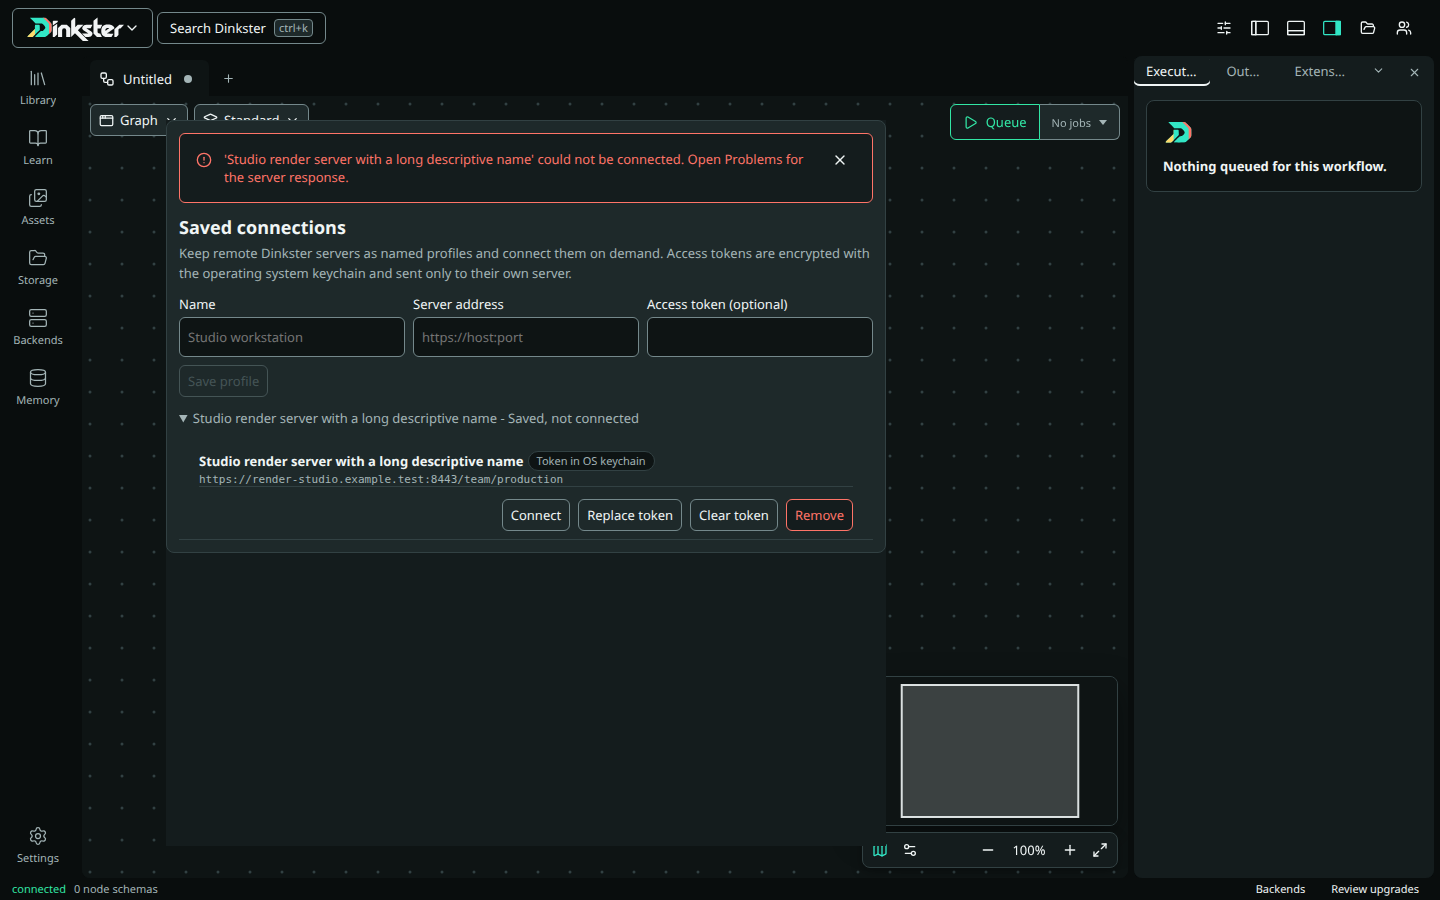 Dinkster
Search Dinkster ctrl+k
Library
Learn
Assets
Storage
Backends
Memory
Settings
Untitled
Graph
Standard
Queue
No jobs
'Studio render server with a long descriptive name' could not be connected. Open Problems for
the server response.
Saved connections
Keep remote Dinkster servers as named profiles and connect them on demand. Access tokens are encrypted with
the operating system keychain and sent only to their own server.
Name
Server address
Access token (optional)
Studio workstation
https://host:port
Save profile
Studio render server with a long descriptive name - Saved, not connected
Studio render server with a long descriptive name Token in OS keychain
https://render-studio.example.test:8443/team/production
Connect
Replace token
Clear token
Remove
100%
Execut...
Out...
Extens...
Nothing queued for this workflow.
connected 0 node schemas
Backends
Review upgrades